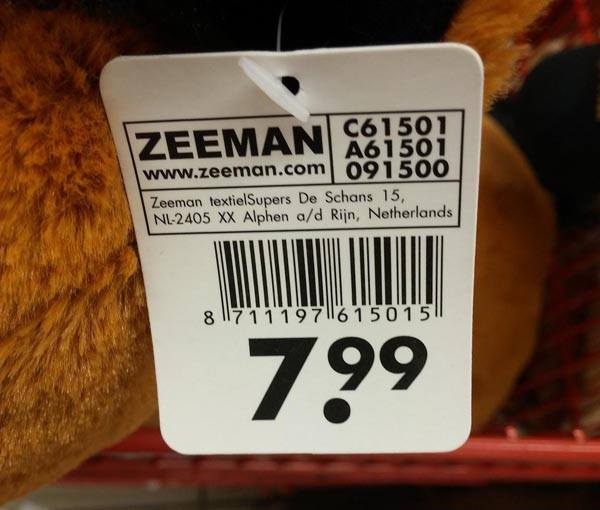 ZEEMAN
www.zeeman.com
C61501
A61501
091500
Zeeman textielSupers De Schans 15,
NL-2405 XX Alphen a/d Rijn, Netherlands
8 711197 615015
7.99